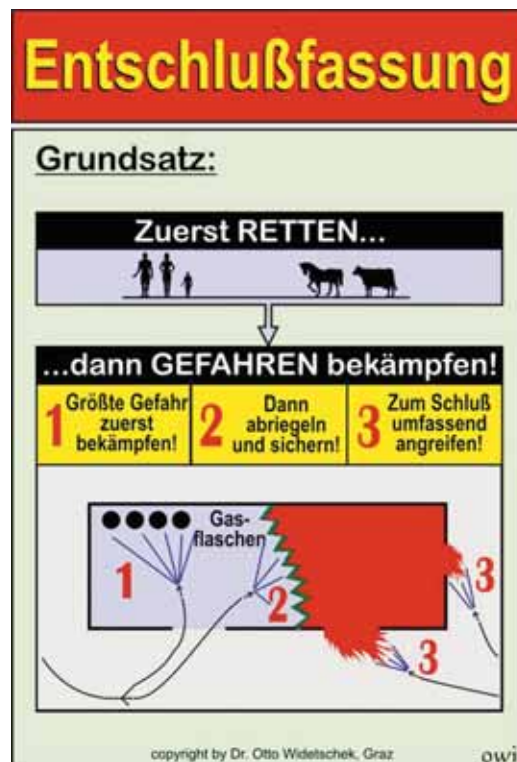 Entschlußfassung
Grundsatz:
Zuerst RETTEN...
...dann GEFAHREN bekämpfen!
1 Größte Gefahr
zuerst
bekämpfen!
2 Dann
abriegeln
und sichern!
3 Zum Schluß
umfassend
angreifen!
Gas-
flaschen
1
2
3
3
copyright by Dr. Otto Widetschek, Graz
owi